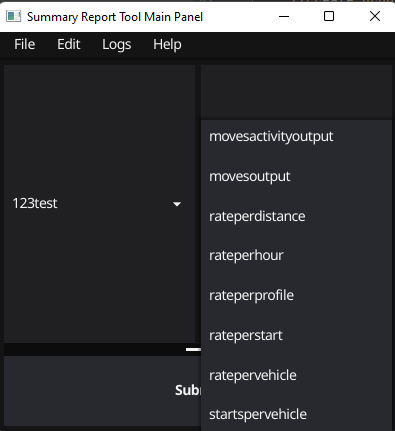 Summary Report Tool Main Panel
File Edit Logs Help
123test
movesactivityoutput
movesoutput
rateperdistance
rateperhour
rateperprofile
rateperstart
ratepervehicle
startspervehicle